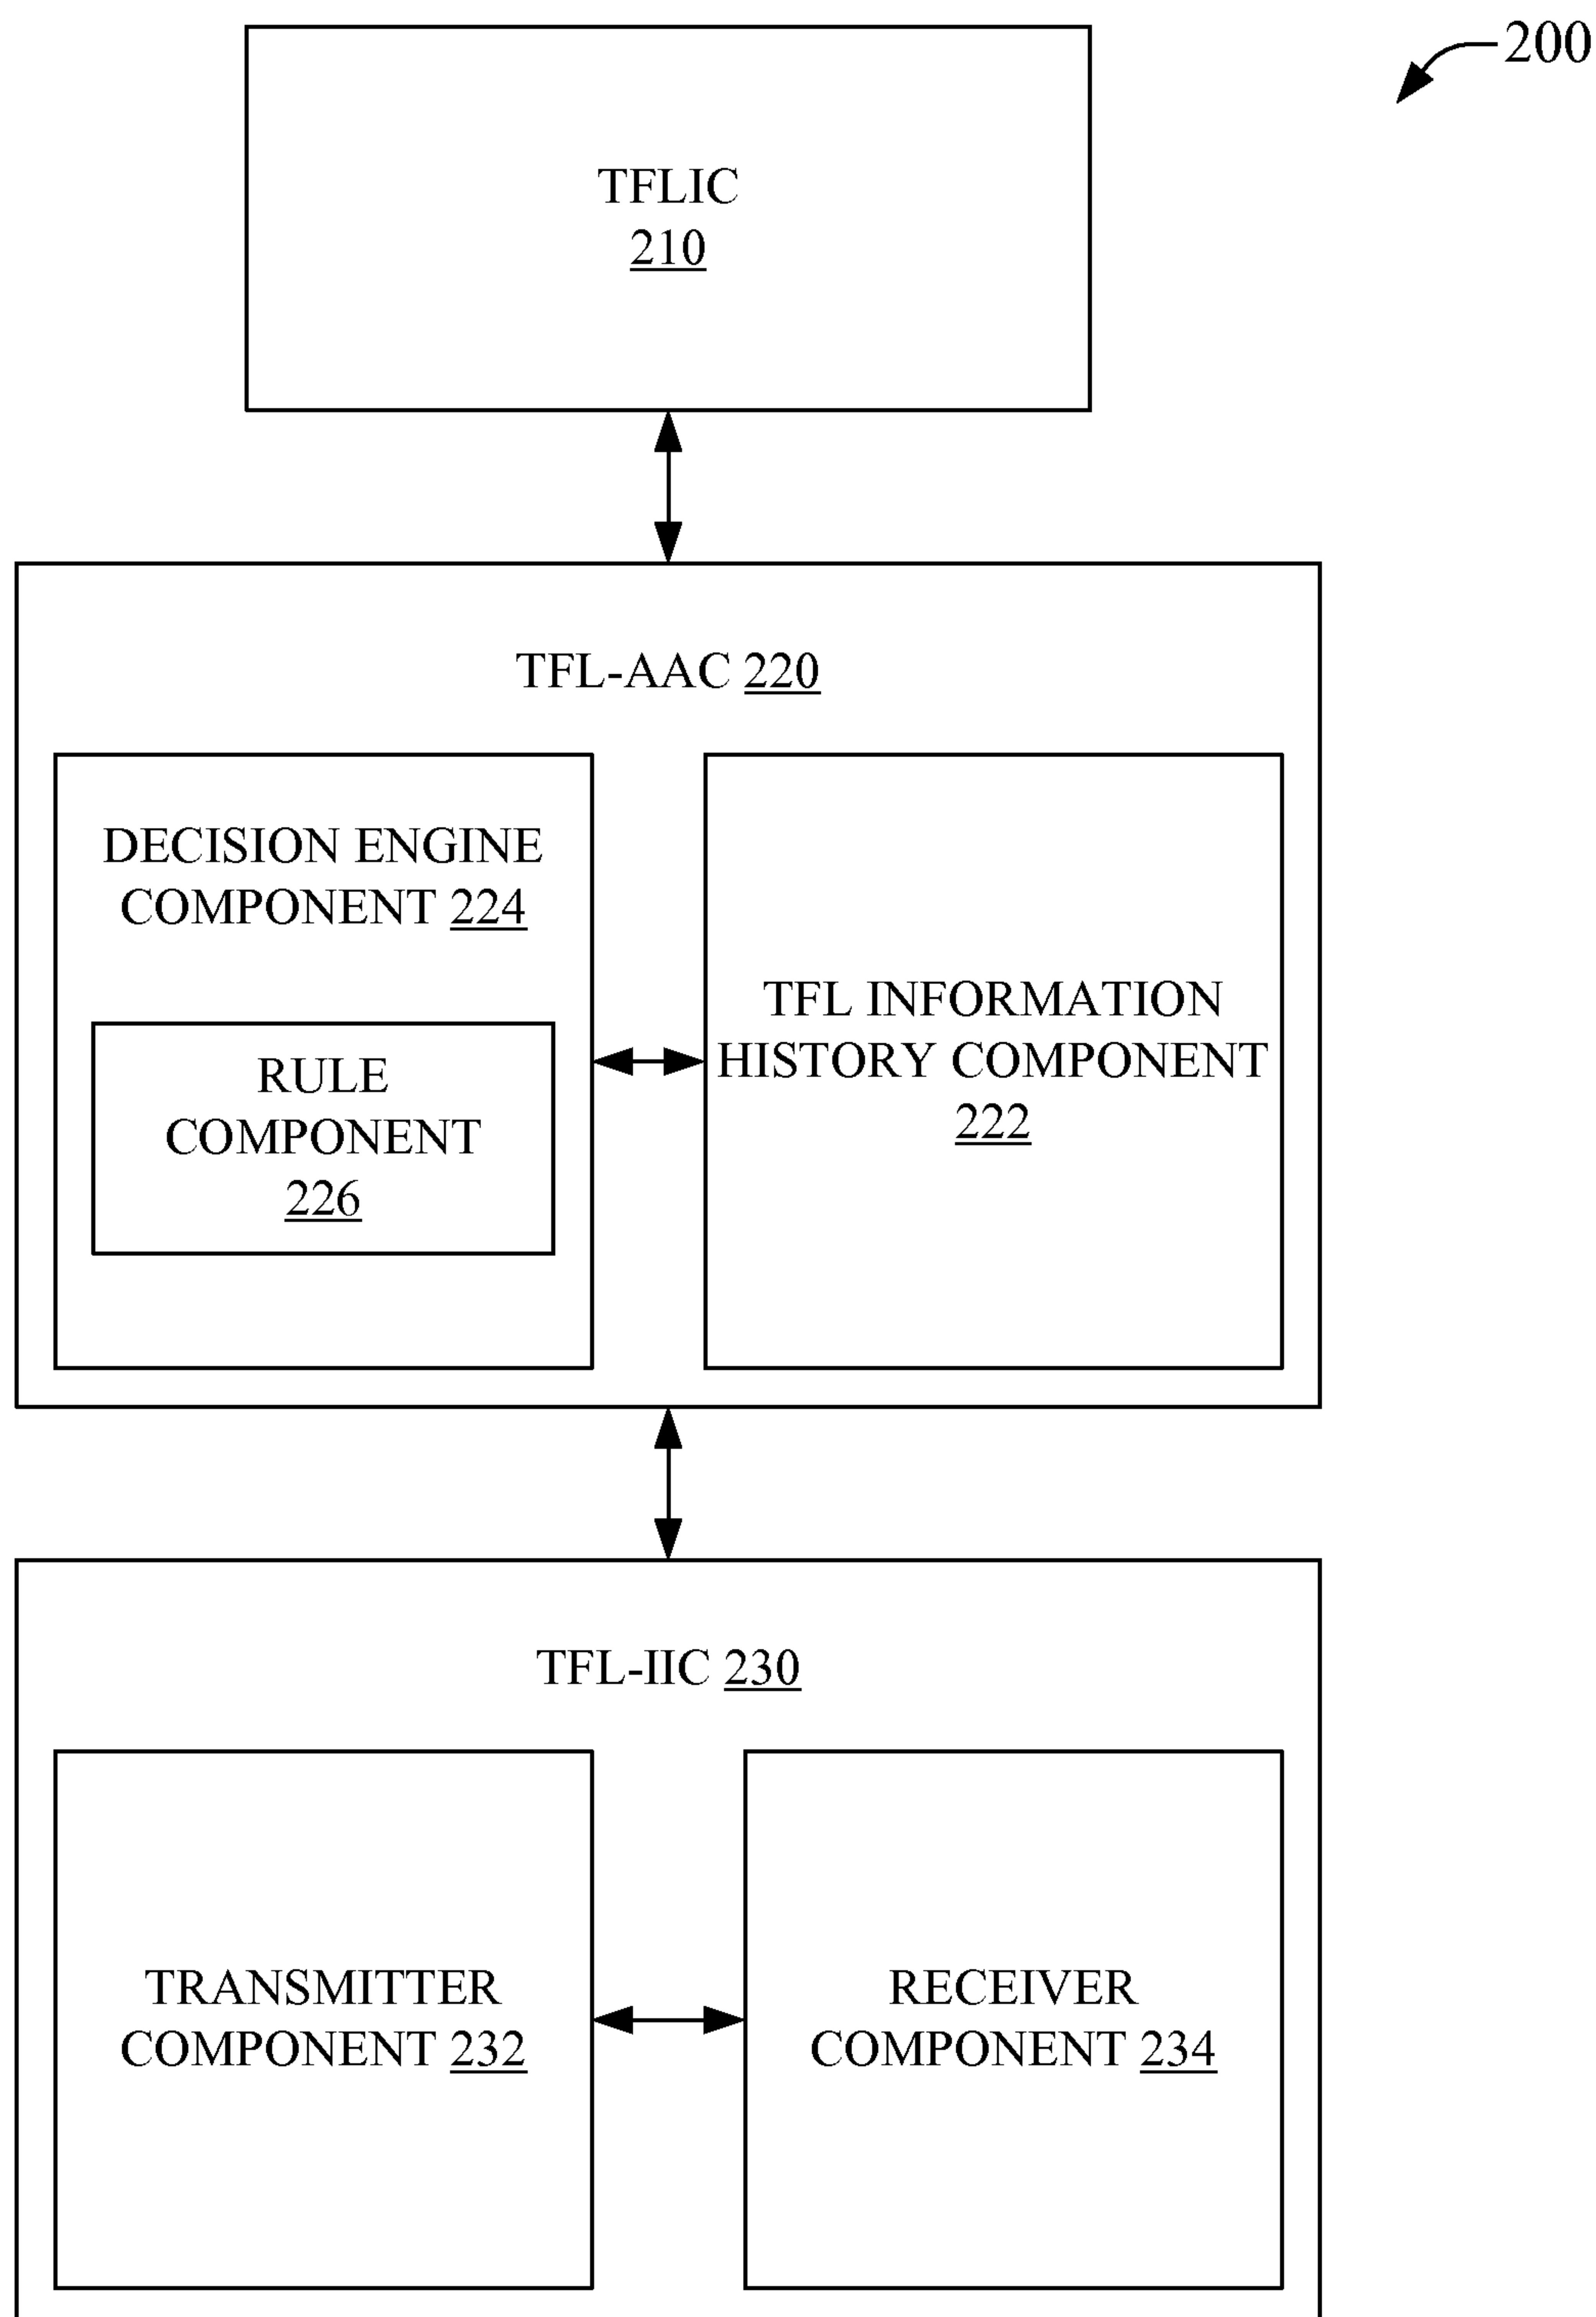 200
TFLIC
210
TFL-AAC 220
DECISION ENGINE
COMPONENT 224
RULE
COMPONENT
226
TFL INFORMATION
HISTORY COMPONENT
222
TFL-IIC 230
TRANSMITTER
COMPONENT 232
RECEIVER
COMPONENT 234